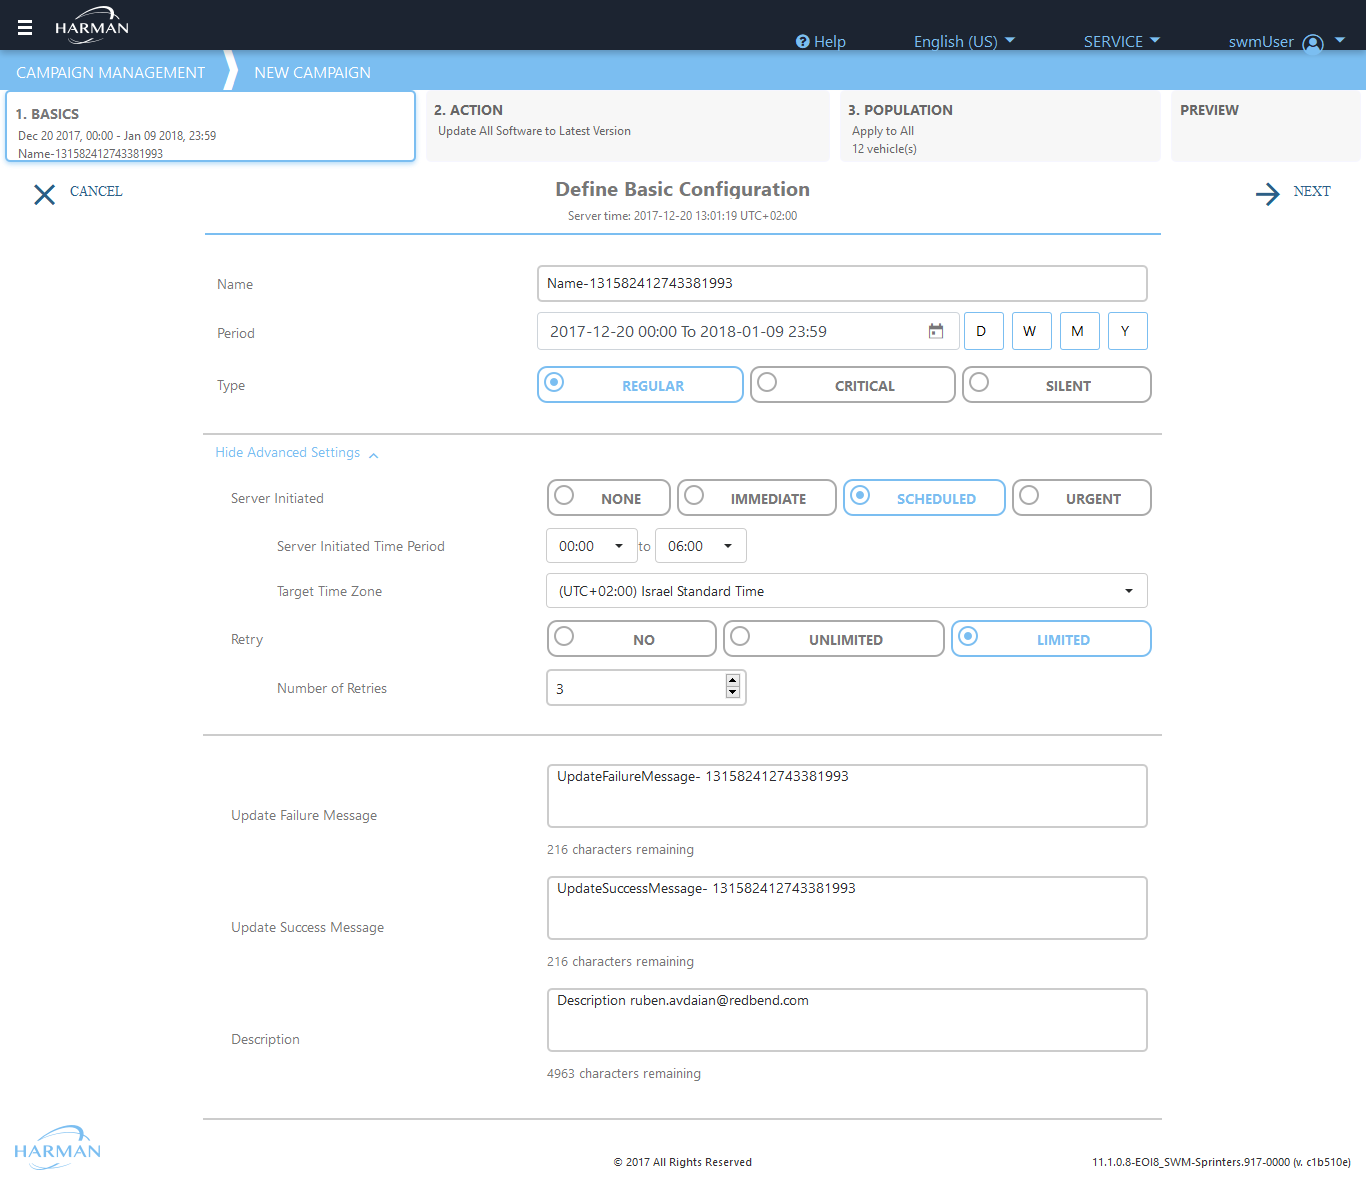 HARMAN
Help English (US) SERVICE swmUser
CAMPAIGN MANAGEMENT NEW CAMPAIGN
1. BASICS
Dec 20 2017, 00:00 - Jan 09 2018, 23:59
Name-131582412743381993
2. ACTION
Update All Software to Latest Version
3. POPULATION
Apply to All
12 vehicle(s)
PREVIEW
CANCEL
Define Basic Configuration
NEXT
Server time: 2017-12-20 13:01:19 UTC+02:00
Name Name-131582412743381993
Period 2017-12-20 00:00 To 2018-01-09 23:59 D W M Y
Type REGULAR CRITICAL SILENT
Hide Advanced Settings
Server Initiated NONE IMMEDIATE SCHEDULED URGENT
Server Initiated Time Period 00:00 to 06:00
Target Time Zone (UTC+02:00) Israel Standard Time
Retry NO UNLIMITED LIMITED
Number of Retries 3
UpdateFailureMessage- 131582412743381993
Update Failure Message
216 characters remaining
UpdateSuccessMessage- 131582412743381993
Update Success Message
216 characters remaining
Description ruben.avdaian@redbend.com
Description
4963 characters remaining
HARMAN
© 2017 All Rights Reserved
11.1.0.8-EOI8_SWM-Sprinters.917-0000 (v. c1b510e)